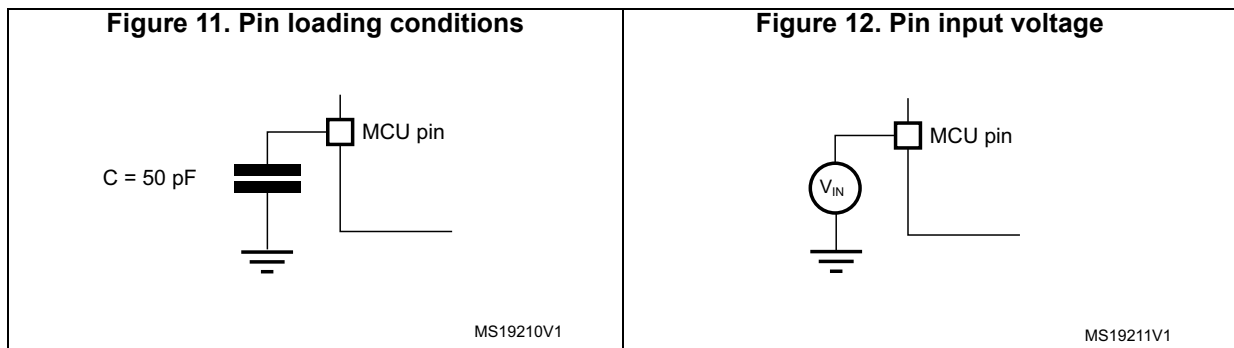 Figure 11. Pin loading conditions
MCU pin
C = 50 pF
MS19210V1
Figure 12. Pin input voltage
MCU pin
VIN
MS19211V1